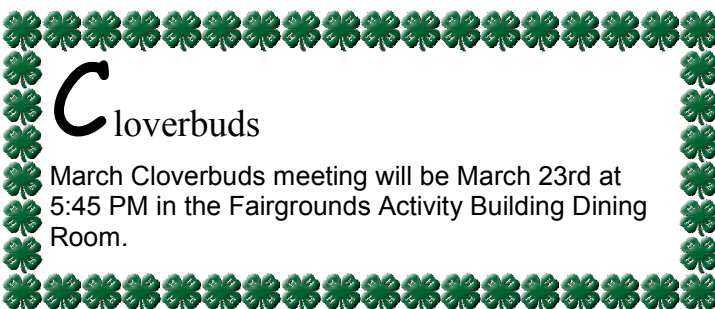 Cloverbuds
March Cloverbuds meeting will be March 23rd at
5:45 PM in the Fairgrounds Activity Building Dining
Room.